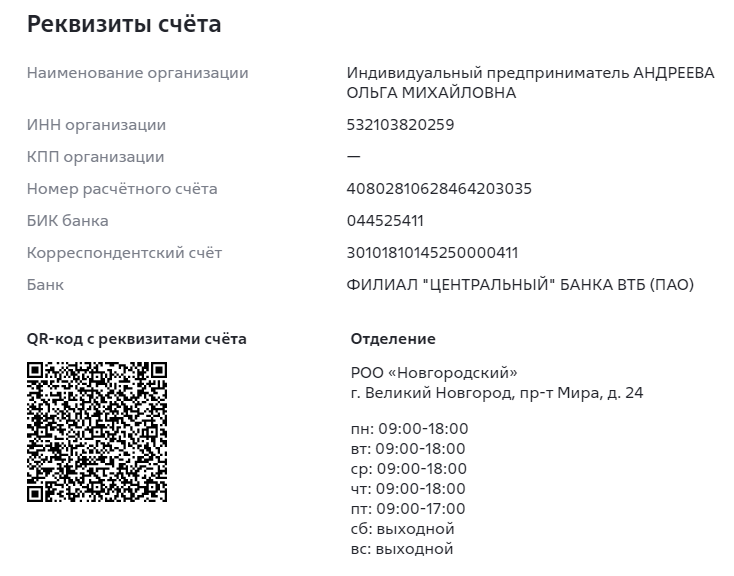 Реквизиты счёта
Наименование организации Индивидуальный предприниматель АНДРЕЕВА
ОЛЬГА МИХАЙЛОВНА
ИНН организации 532103820259
КПП организации —
Номер расчётного счёта 40802810628464203035
БИК банка 044525411
Корреспондентский счёт 30101810145250000411
Банк ФИЛИАЛ "ЦЕНТРАЛЬНЫЙ" БАНКА ВТБ (ПАО)
QR-код с реквизитами счёта
Отделение
РОО «Новгородский»
г. Великий Новгород, пр-т Мира, д. 24
пн: 09:00-18:00
вт: 09:00-18:00
ср: 09:00-18:00
чт: 09:00-18:00
пт: 09:00-17:00
сб: выходной
вс: выходной